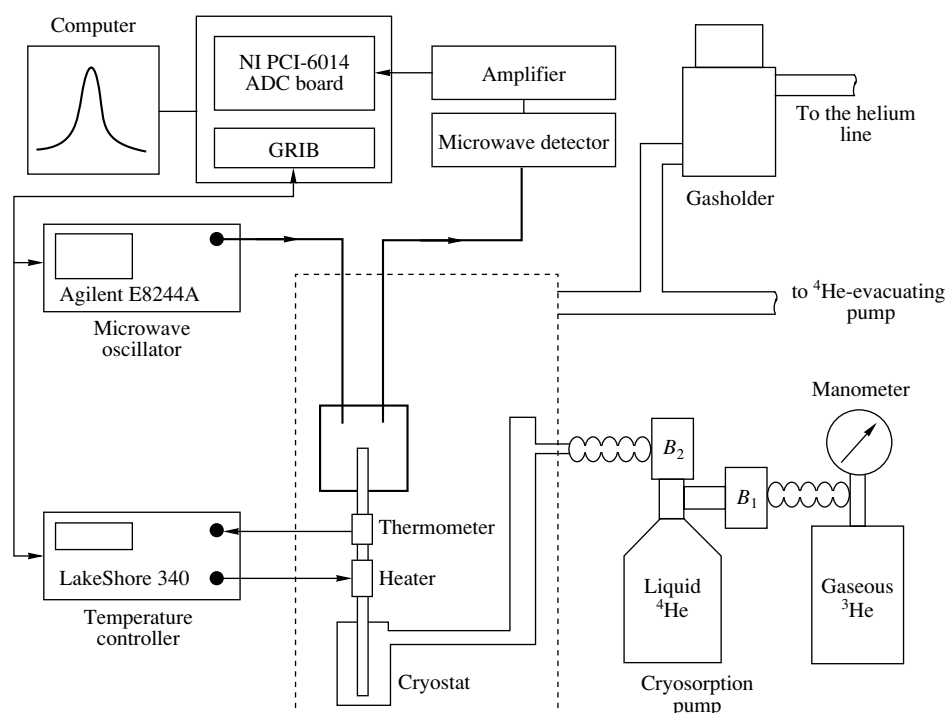 Computer
NI PCI-6014
ADC board
GRIB
Amplifier
Microwave detector
To the helium
line
Gasholder
Agilent E8244A
Microwave
oscillator
to ⁴He-evacuating
pump
Manometer
B₂
B₁
Thermometer
LakeShore 340
Heater
Temperature
controller
Liquid
⁴He
Gaseous
³He
Cryostat
Cryosorption
pump